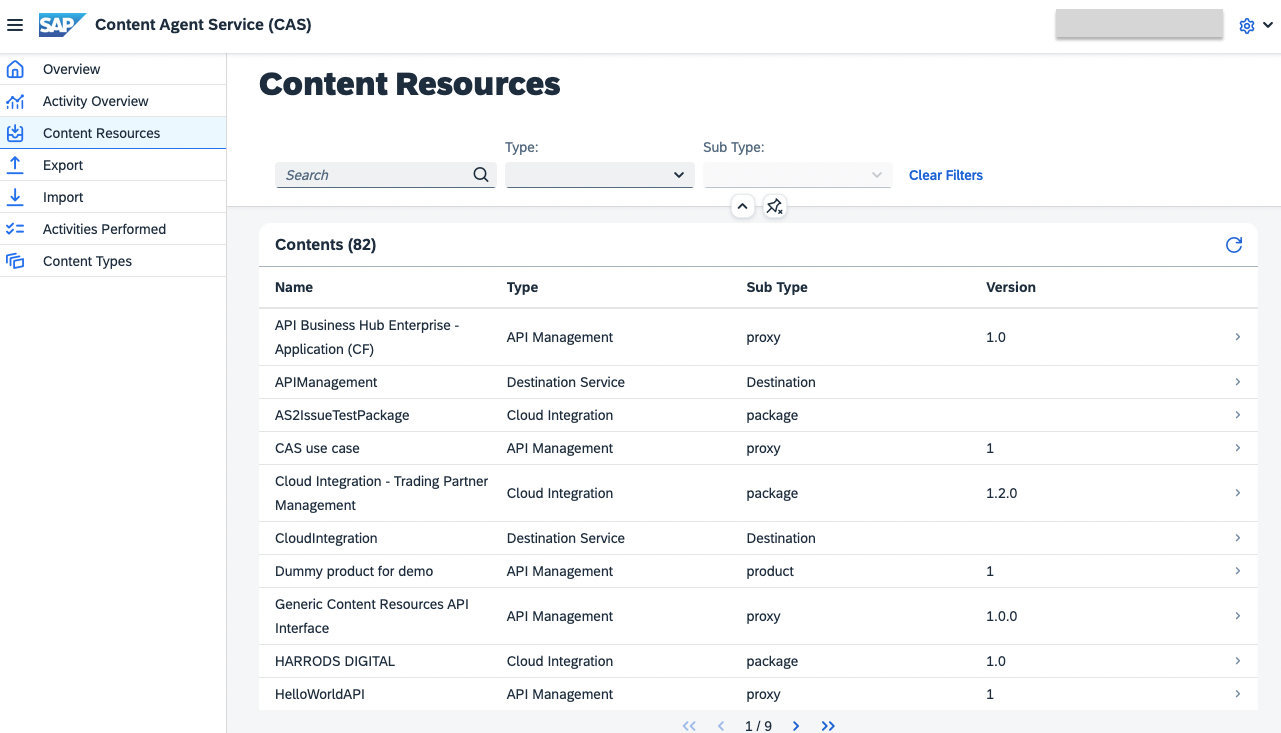 SAP Content Agent Service (CAS)
Overview
Activity Overview
Content Resources
Export
Import
Activities Performed
Content Types
Content Resources
Type:
Sub Type:
Search
Clear Filters
Contents (82)
Name Type Sub Type Version
API Business Hub Enterprise -
Application (CF) API Management proxy 1.0
APIManagement Destination Service Destination
AS2IssueTestPackage Cloud Integration package
CAS use case API Management proxy 1
Cloud Integration - Trading Partner
Management Cloud Integration package 1.2.0
CloudIntegration Destination Service Destination
Dummy product for demo API Management product 1
Generic Content Resources API
Interface API Management proxy 1.0.0
HARRODS DIGITAL Cloud Integration package 1.0
HelloWorldAPI API Management proxy 1
1 / 9